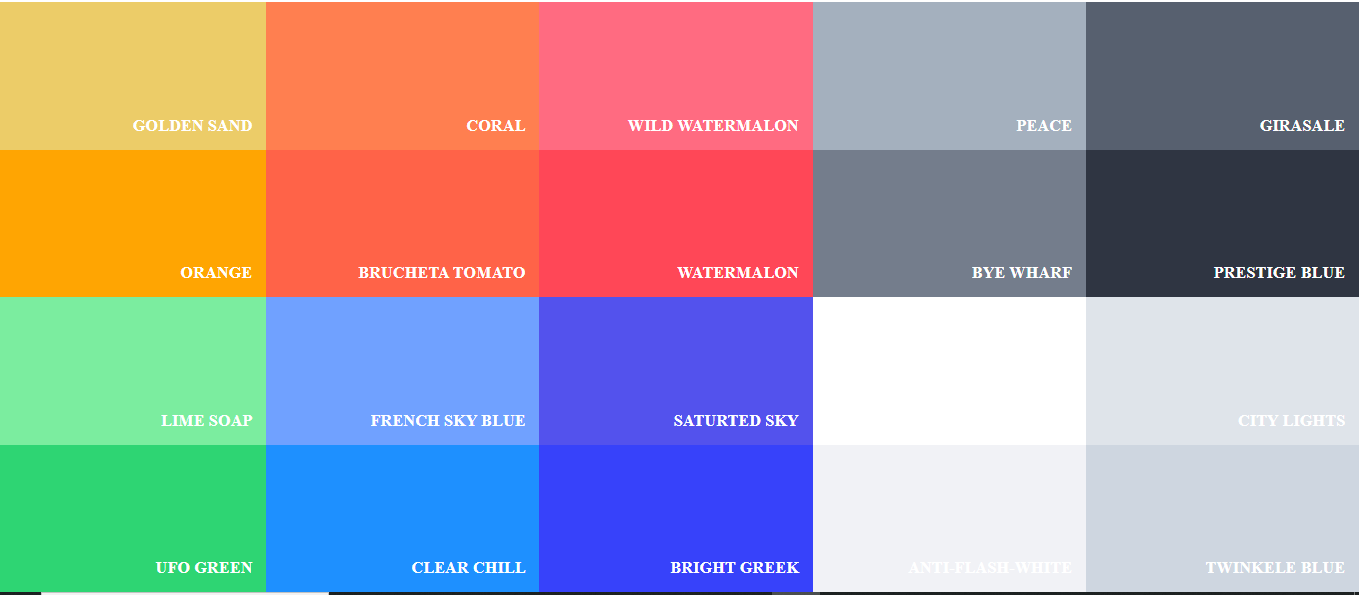 GOLDEN SAND
CORAL
WILD WATERMALON
PEACE
GIRASALE
ORANGE
BRUCHETA TOMATO
WATERMALON
BYE WHARF
PRESTIGE BLUE
LIME SOAP
FRENCH SKY BLUE
SATURTED SKY
CITY LIGHTS
UFO GREEN
CLEAR CHILL
BRIGHT GREEK
ANTI-FLASH-WHITE
TWINKELE BLUE